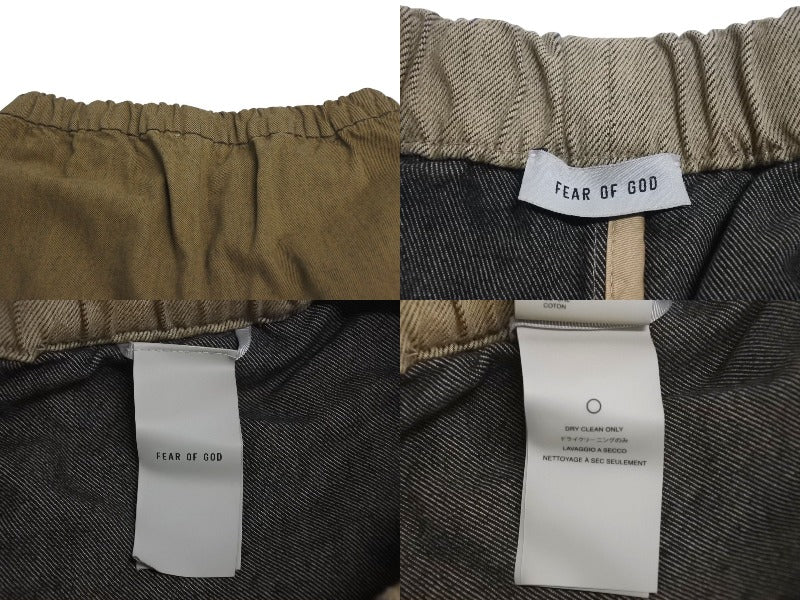 FEAR OF GOD
FEAR OF GOD
COTON
DRY CLEAN ONLY
ドライクリーニングのみ
LAVAGGIO A SECCO
NETTOYAGE À SEC SEULEMENT